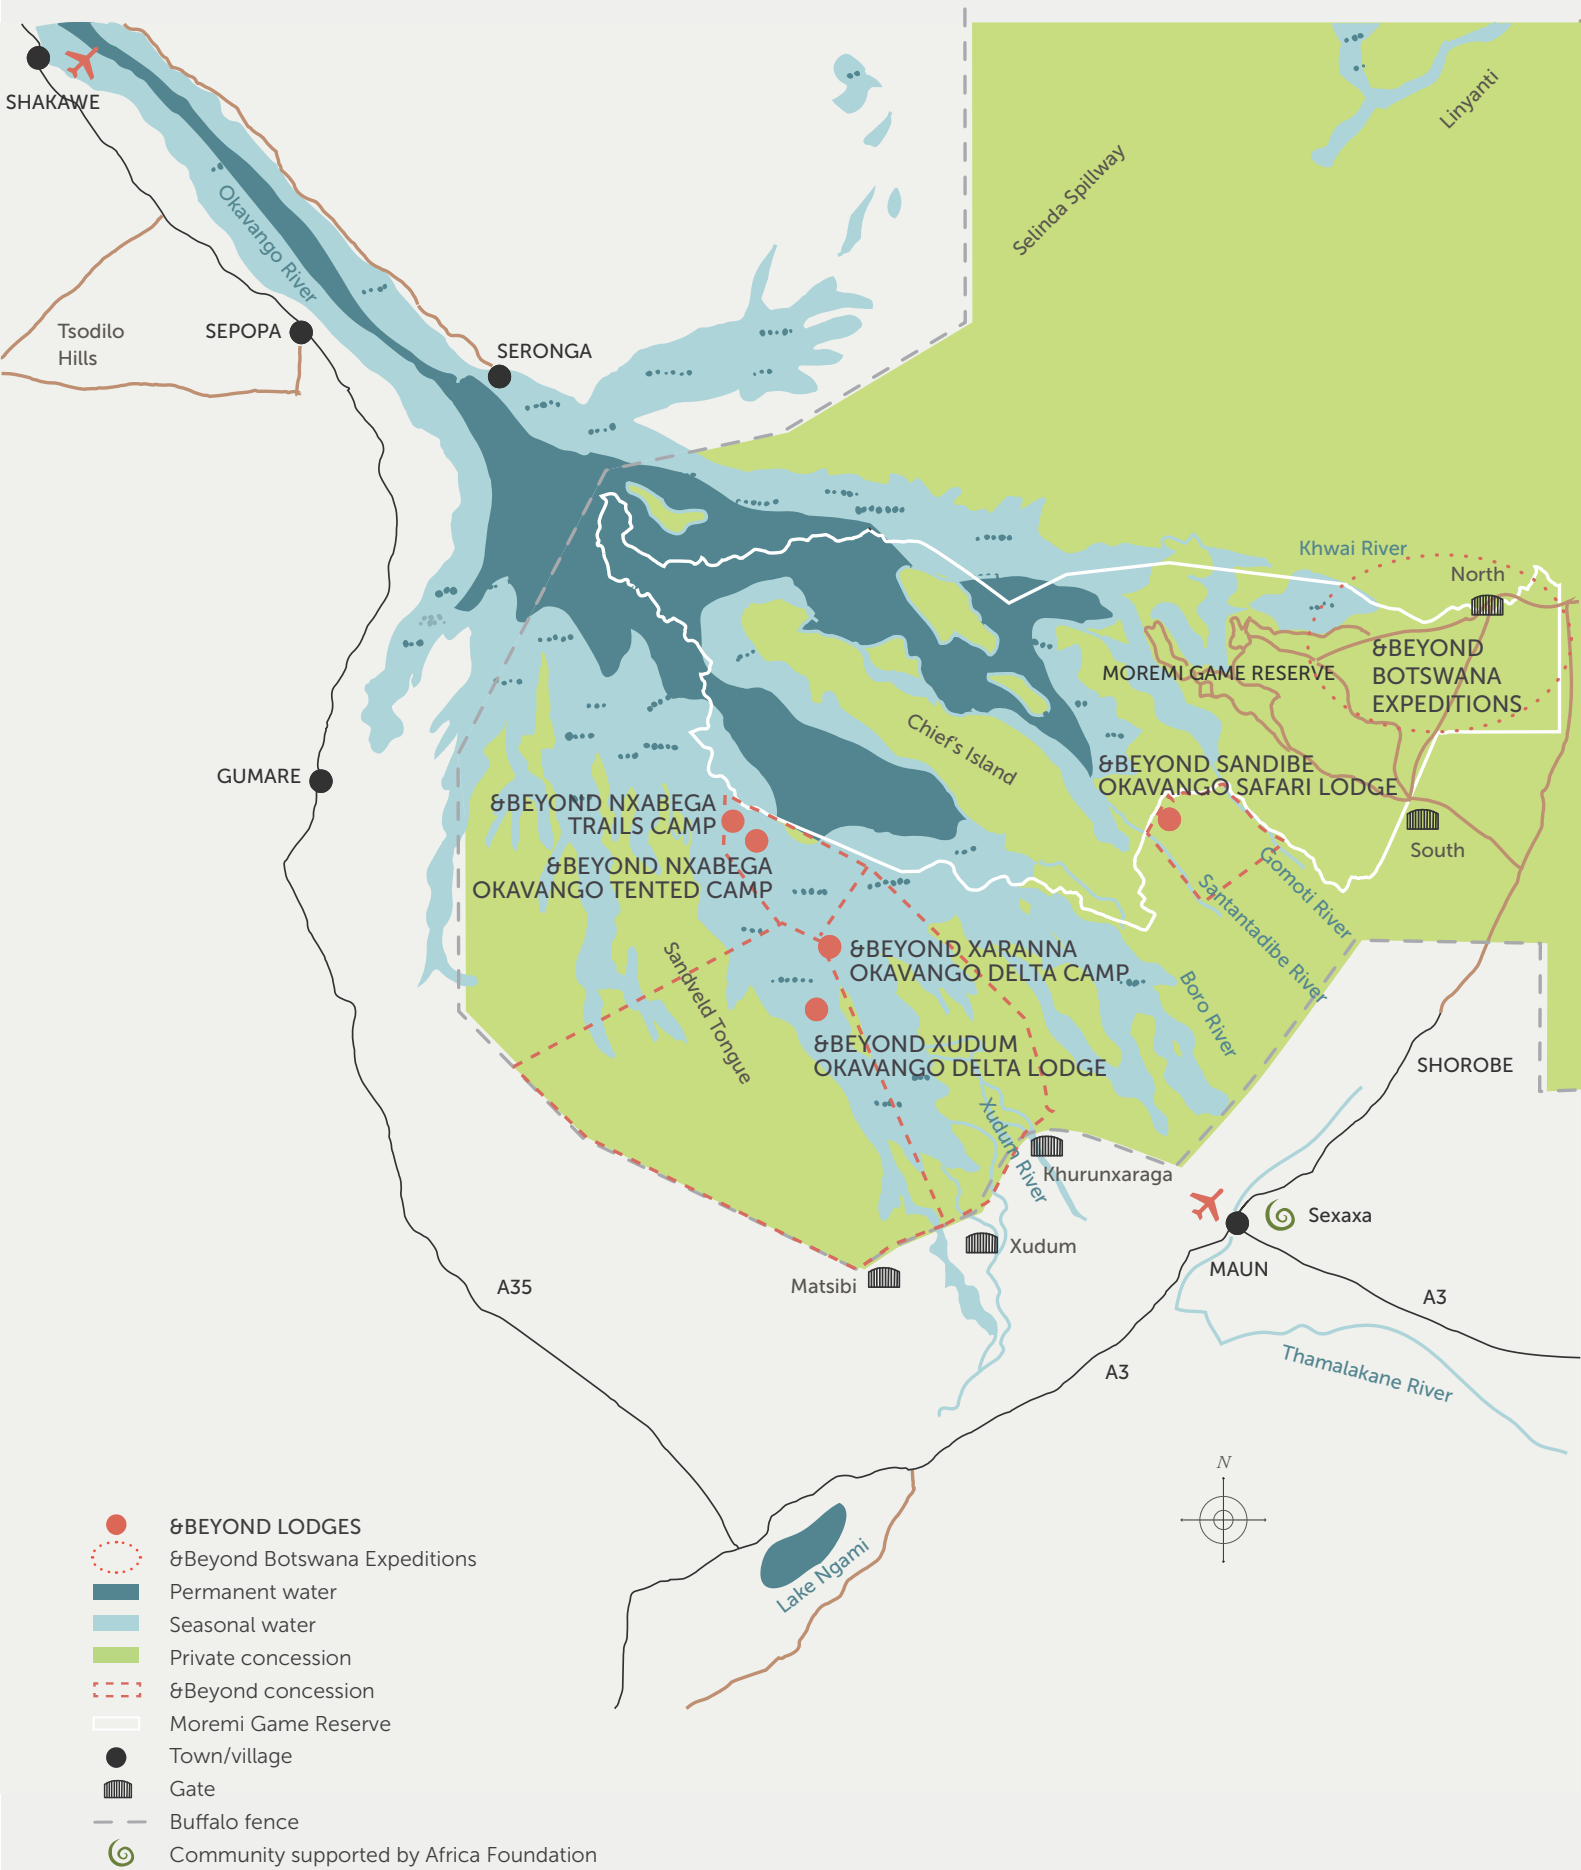 SHAKAWE
Okavango River
Selinda Spillway
Linyanti
Tsodilo
Hills
SEPOPA
SERONGA
Khwai River
North
&BEYOND
BOTSWANA
EXPEDITIONS
MOREMI GAME RESERVE
Chief's Island
GUMARE
&BEYOND SANDIBE
OKAVANGO SAFARI LODGE
&BEYOND NXABEGA
TRAILS CAMP
South
&BEYOND NXABEGA
OKAVANGO TENTED CAMP
Gomoti River
Santantadibe River
Sandveld Tongue
&BEYOND XARANNA
OKAVANGO DELTA CAMP
Boro River
&BEYOND XUDUM
OKAVANGO DELTA LODGE
SHOROBE
Xudum River
Khurunxaraga
Sexaxa
Xudum
MAUN
Matsibi
A35
A3
A3
Thamalakane River
N
Lake Ngami
&BEYOND LODGES
&Beyond Botswana Expeditions
Permanent water
Seasonal water
Private concession
&Beyond concession
Moremi Game Reserve
Town/village
Gate
Buffalo fence
Community supported by Africa Foundation